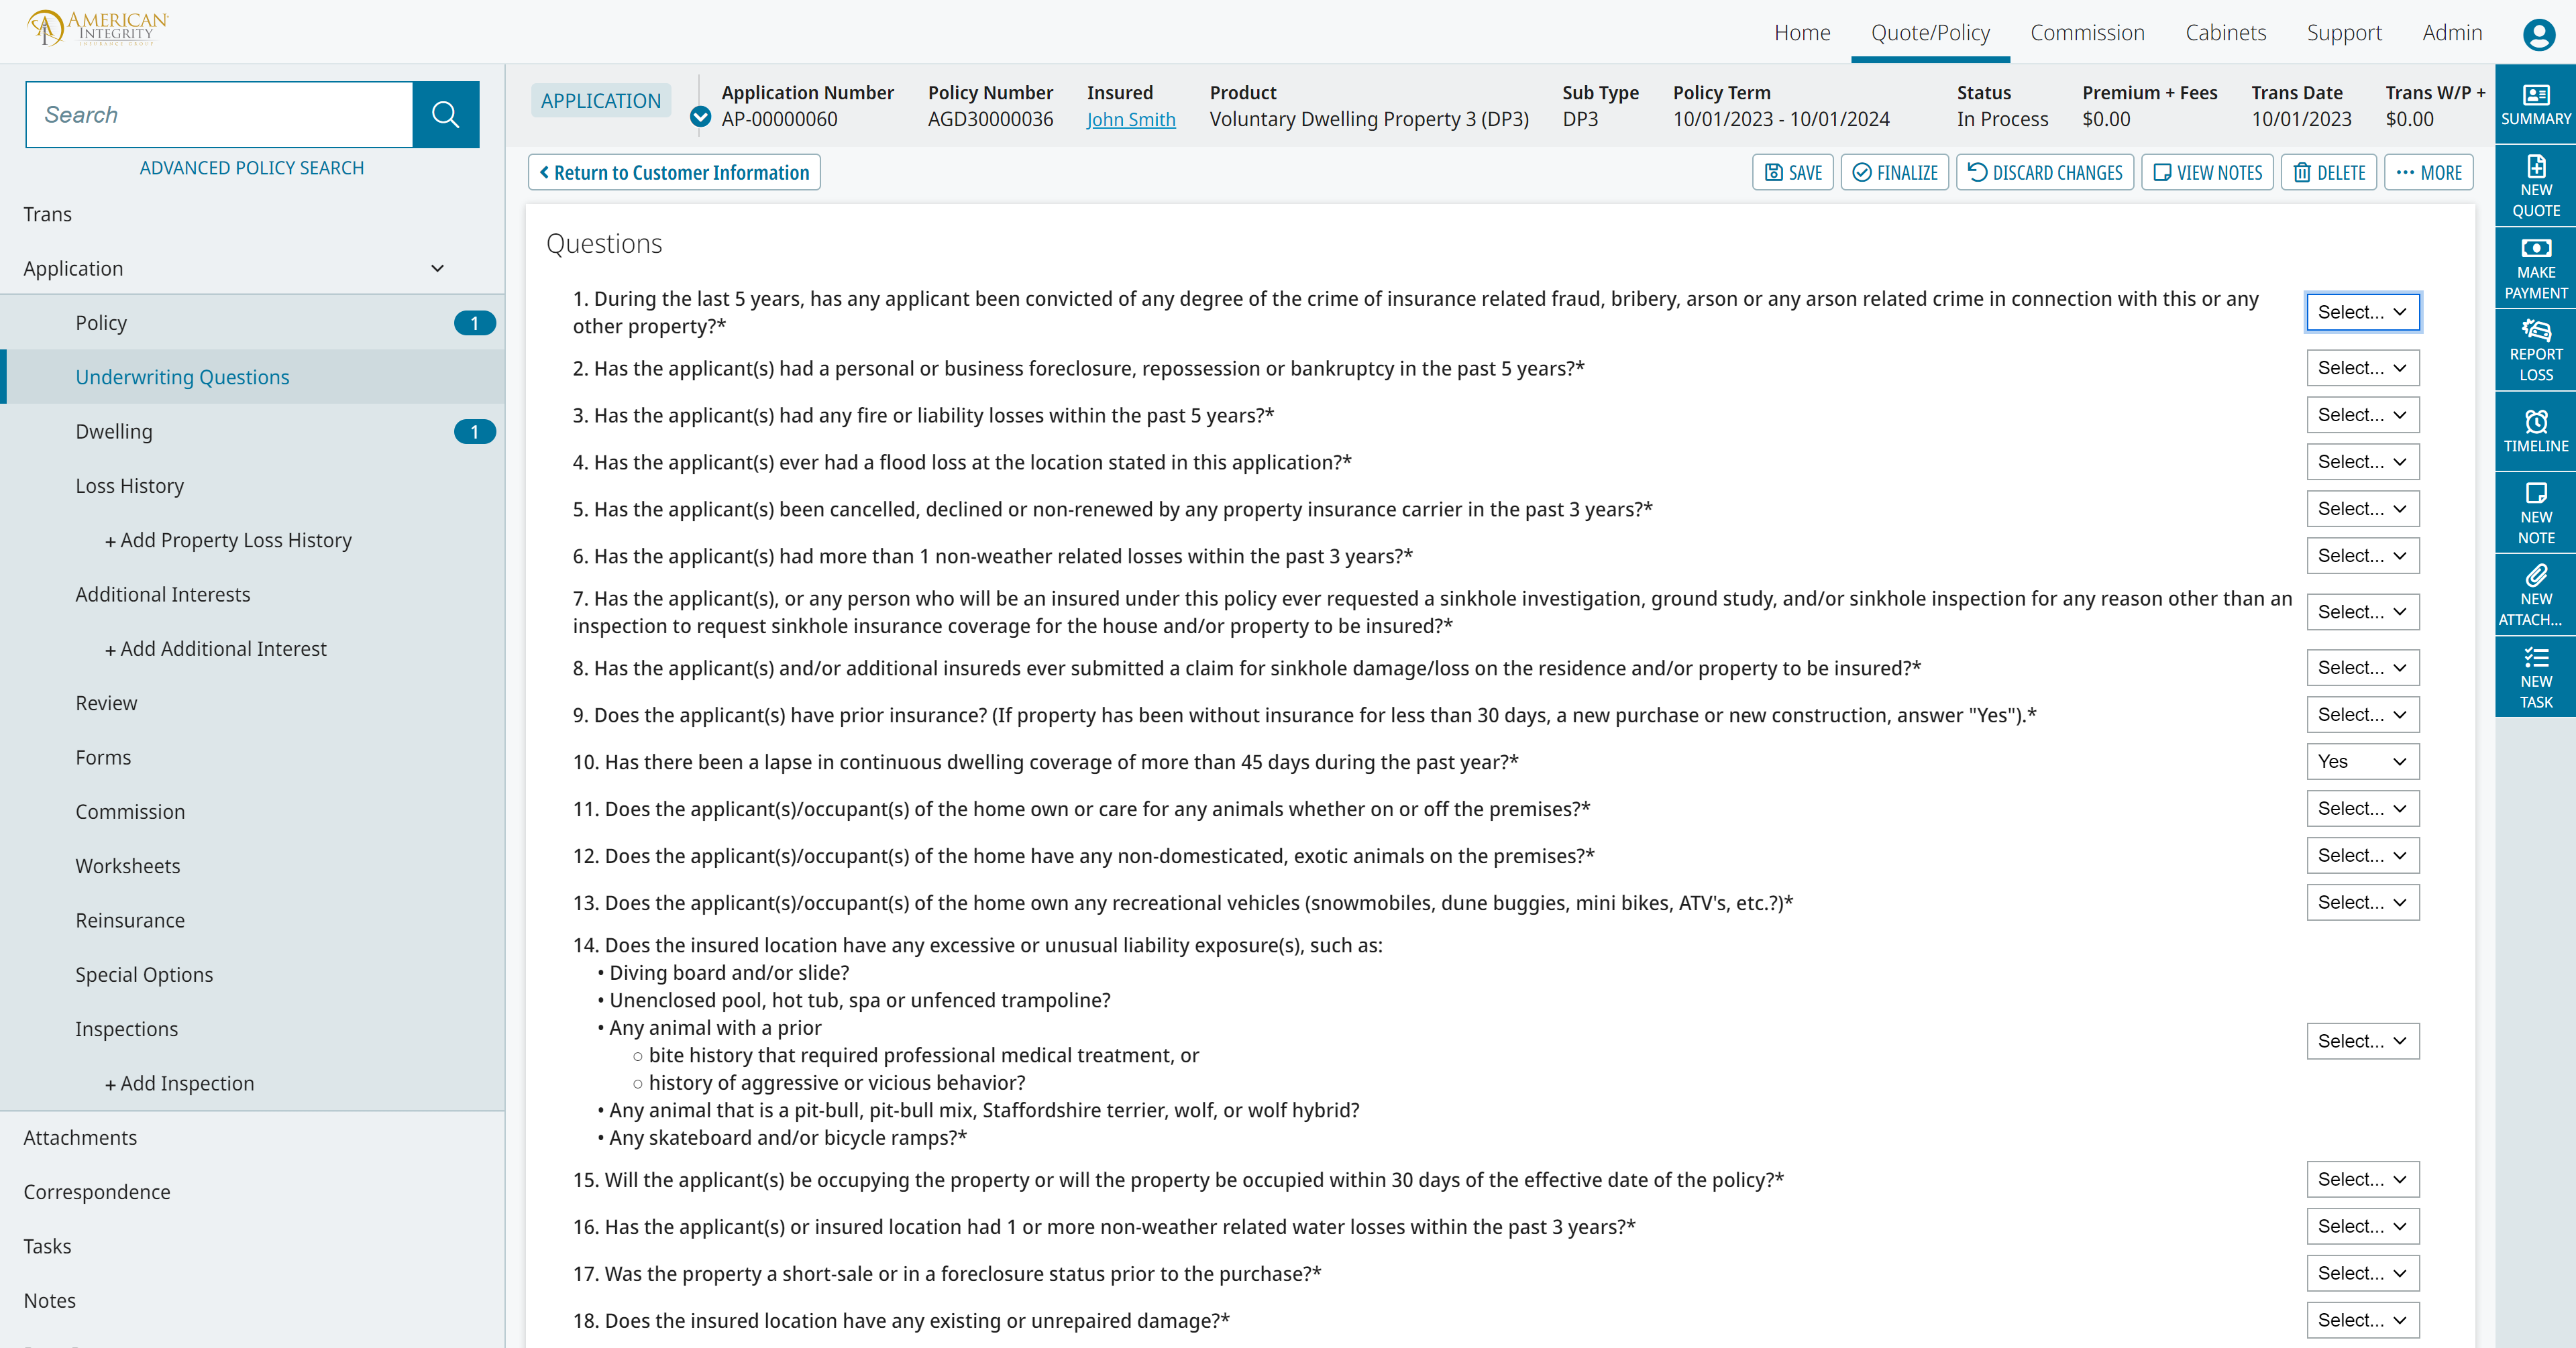 AMERICAN
INTEGRITY
INSURANCE GROUP
Home
Quote/Policy
Commission
Cabinets
Support
Admin
Search
ADVANCED POLICY SEARCH
Trans
Application
Policy
1
Underwriting Questions
Dwelling
1
Loss History
+ Add Property Loss History
Additional Interests
+ Add Additional Interest
Review
Forms
Commission
Worksheets
Reinsurance
Special Options
Inspections
+ Add Inspection
Attachments
Correspondence
Tasks
Notes
APPLICATION
Application Number
AP-00000060
Policy Number
AGD30000036
Insured
John Smith
Product
Voluntary Dwelling Property 3 (DP3)
Sub Type
DP3
Policy Term
10/01/2023 - 10/01/2024
Status
In Process
Premium + Fees
$0.00
Trans Date
10/01/2023
Trans W/P +
$0.00
Return to Customer Information
SAVE
FINALIZE
DISCARD CHANGES
VIEW NOTES
DELETE
MORE
Questions
1. During the last 5 years, has any applicant been convicted of any degree of the crime of insurance related fraud, bribery, arson or any arson related crime in connection with this or any
other property?*
Select...
2. Has the applicant(s) had a personal or business foreclosure, repossession or bankruptcy in the past 5 years?*
Select...
3. Has the applicant(s) had any fire or liability losses within the past 5 years?*
Select...
4. Has the applicant(s) ever had a flood loss at the location stated in this application?*
Select...
5. Has the applicant(s) been cancelled, declined or non-renewed by any property insurance carrier in the past 3 years?*
Select...
6. Has the applicant(s) had more than 1 non-weather related losses within the past 3 years?*
Select...
7. Has the applicant(s), or any person who will be an insured under this policy ever requested a sinkhole investigation, ground study, and/or sinkhole inspection for any reason other than an
inspection to request sinkhole insurance coverage for the house and/or property to be insured?*
Select...
8. Has the applicant(s) and/or additional insureds ever submitted a claim for sinkhole damage/loss on the residence and/or property to be insured?*
Select...
9. Does the applicant(s) have prior insurance? (If property has been without insurance for less than 30 days, a new purchase or new construction, answer "Yes").*
Select...
10. Has there been a lapse in continuous dwelling coverage of more than 45 days during the past year?*
Yes
11. Does the applicant(s)/occupant(s) of the home own or care for any animals whether on or off the premises?*
Select...
12. Does the applicant(s)/occupant(s) of the home have any non-domesticated, exotic animals on the premises?*
Select...
13. Does the applicant(s)/occupant(s) of the home own any recreational vehicles (snowmobiles, dune buggies, mini bikes, ATV's, etc.?)*
Select...
14. Does the insured location have any excessive or unusual liability exposure(s), such as:
• Diving board and/or slide?
• Unenclosed pool, hot tub, spa or unfenced trampoline?
• Any animal with a prior
○ bite history that required professional medical treatment, or
○ history of aggressive or vicious behavior?
• Any animal that is a pit-bull, pit-bull mix, Staffordshire terrier, wolf, or wolf hybrid?
• Any skateboard and/or bicycle ramps?*
Select...
15. Will the applicant(s) be occupying the property or will the property be occupied within 30 days of the effective date of the policy?*
Select...
16. Has the applicant(s) or insured location had 1 or more non-weather related water losses within the past 3 years?*
Select...
17. Was the property a short-sale or in a foreclosure status prior to the purchase?*
Select...
18. Does the insured location have any existing or unrepaired damage?*
Select...
SUMMARY
NEW
QUOTE
MAKE
PAYMENT
REPORT
LOSS
TIMELINE
NEW
NOTE
NEW
ATTACH...
NEW
TASK